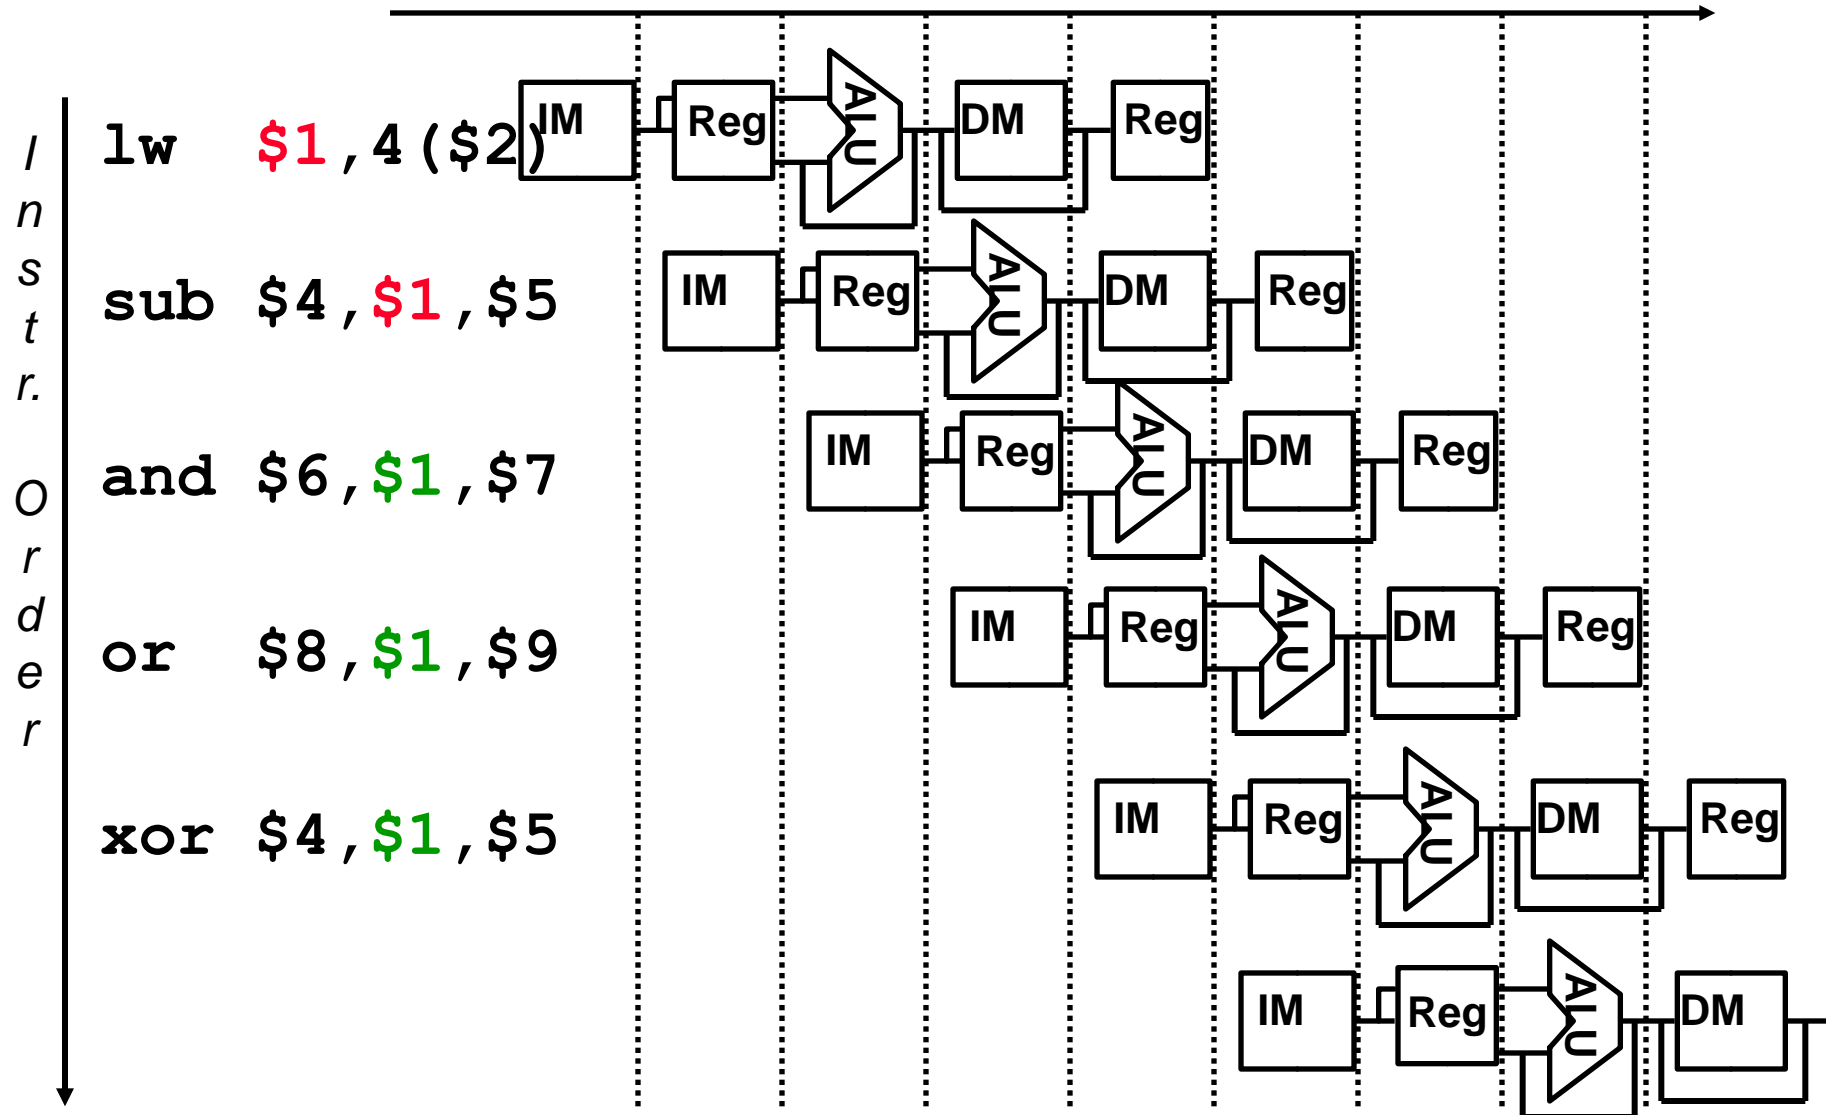 Instr. Order
lw $1,4($2)
IM Reg ALU DM Reg
sub $4,$1,$5
IM Reg ALU DM Reg
and $6,$1,$7
IM Reg ALU DM Reg
or $8,$1,$9
IM Reg ALU DM Reg
xor $4,$1,$5
IM Reg ALU DM Reg
IM Reg ALU DM